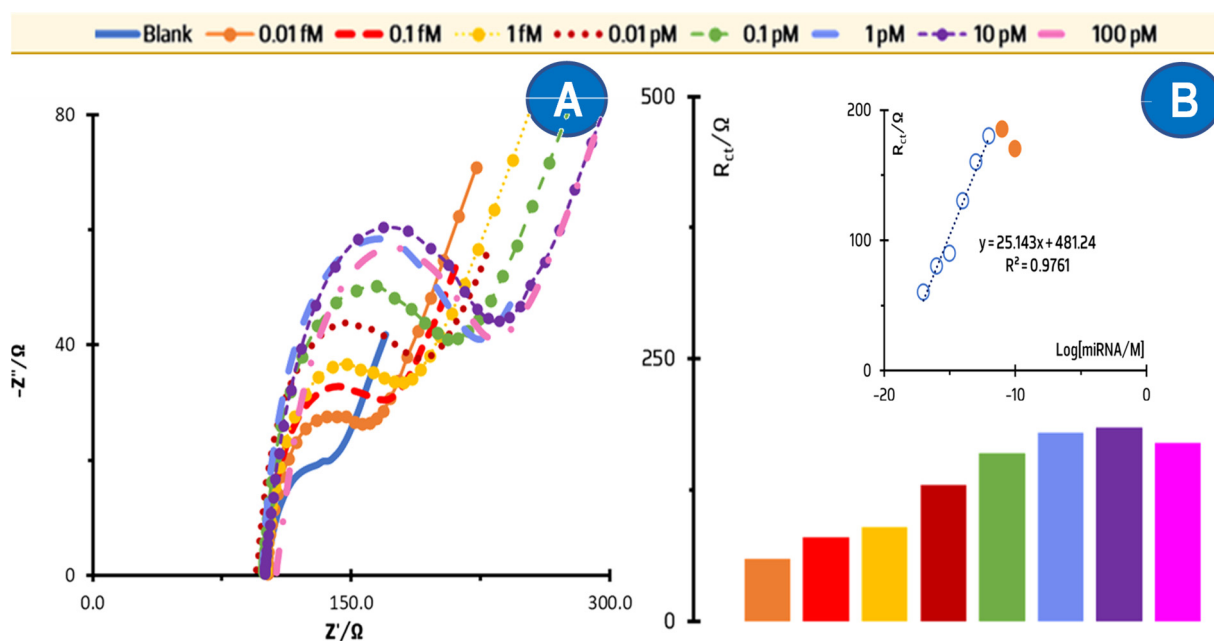 Blank 0.01 fM 0.1 fM 1 fM 0.01 pM 0.1 pM 1 pM 10 pM 100 pM
A
80
40
0
-Z"/Ω
0.0 150.0 300.0
Z'/Ω
B
500
250
0
Rct/Ω
200
100
0
Rct/Ω
y = 25.143x + 481.24
R² = 0.9761
Log[miRNA/M]
-20 -10 0